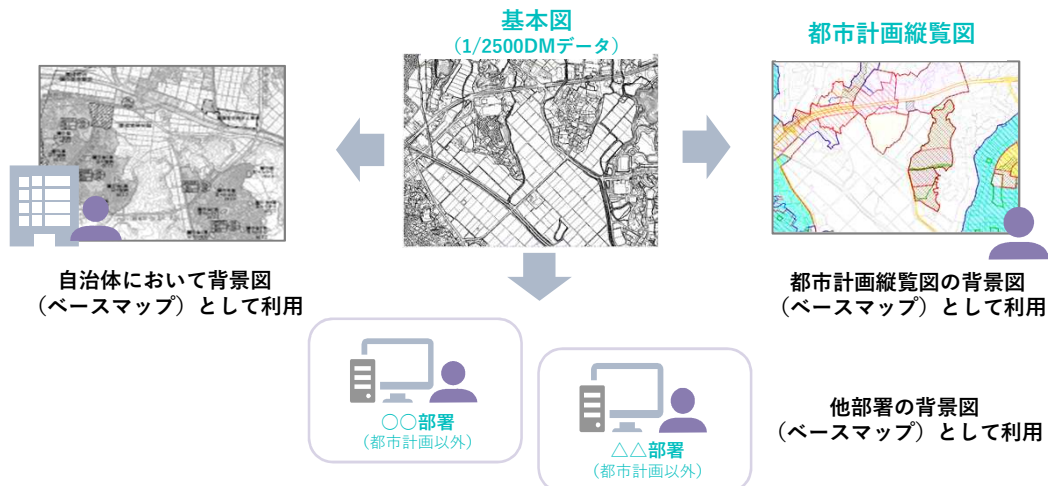 基本図
（1/2500DMデータ）
都市計画縦覧図
自治体において背景図
（ベースマップ）として利用
都市計画縦覧図の背景図
（ベースマップ）として利用
〇〇部署
（都市計画以外）
△△部署
（都市計画以外）
他部署の背景図
（ベースマップ）として利用